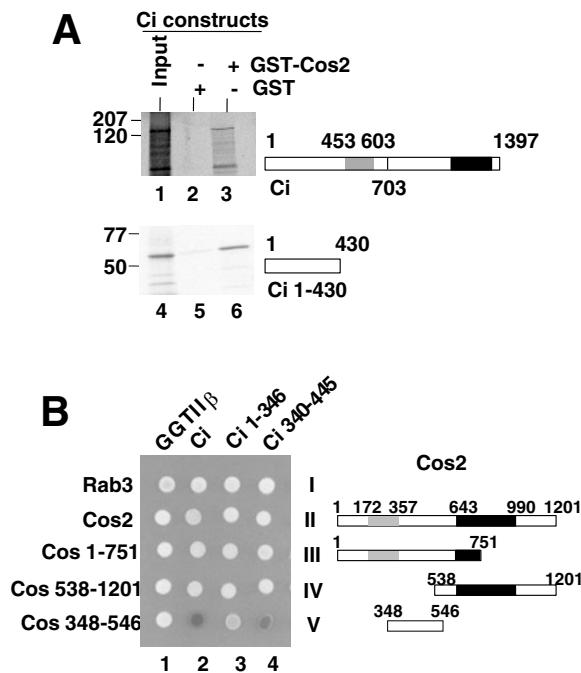 A
Ci constructs
Input
- + GST-Cos2
+ - GST
207
120
1 453 603 1397
Ci 703
1 2 3
77
50
1 430
Ci 1-430
4 5 6
B
GGTII β
Ci
Ci 1-346
Ci 340-445
Cos2
Rab3 I
Cos2 II 1 172 357 643 990 1201
Cos 1-751 III 1 751
Cos 538-1201 IV 538 1201
Cos 348-546 V 348 546
1 2 3 4